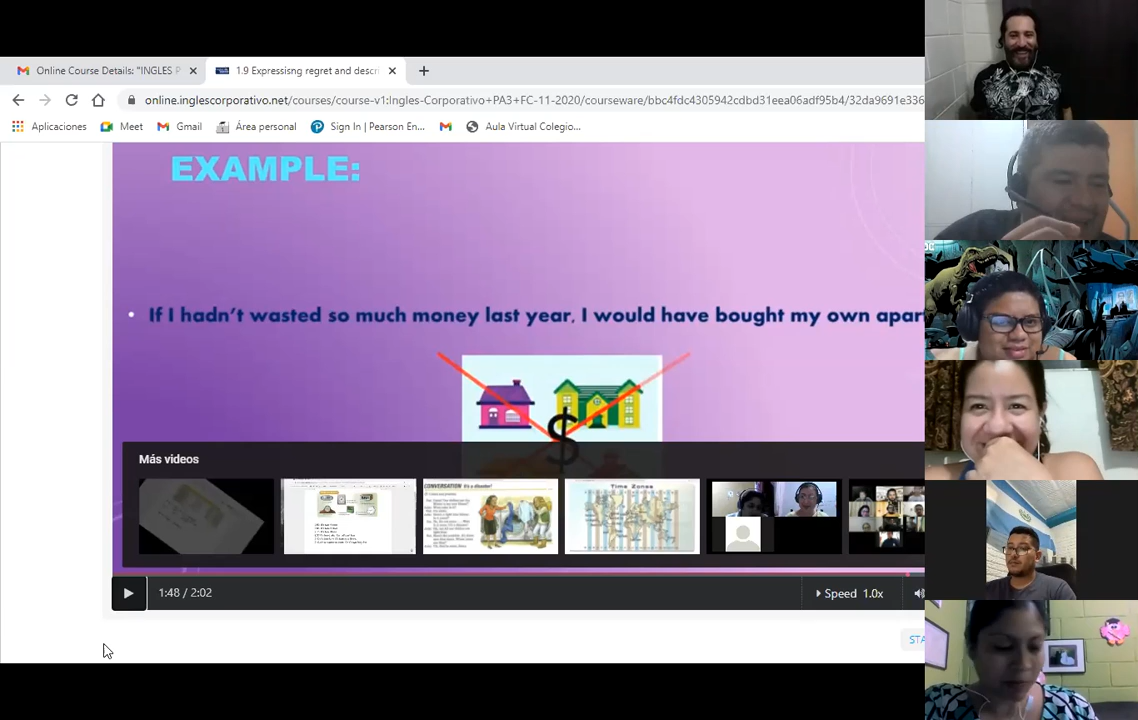 Online Course Details: "INGLES P
1.9 Expressisng regret and descri
online.inglescorporativo.net/courses/course-v1:Ingles-Corporativo+PA3+FC-11-2020/courseware/bbc4fdc4305942cdbd31eea06adf95b4/32da9691e336
Aplicaciones Meet Gmail Área personal Sign In | Pearson En... Aula Virtual Colegio...
EXAMPLE:
• If I hadn't wasted so much money last year, I would have bought my own apar
$
Más videos
CONVERSATION It's a disaster!
Time Zones
1:48 / 2:02
Speed 1.0x
STA